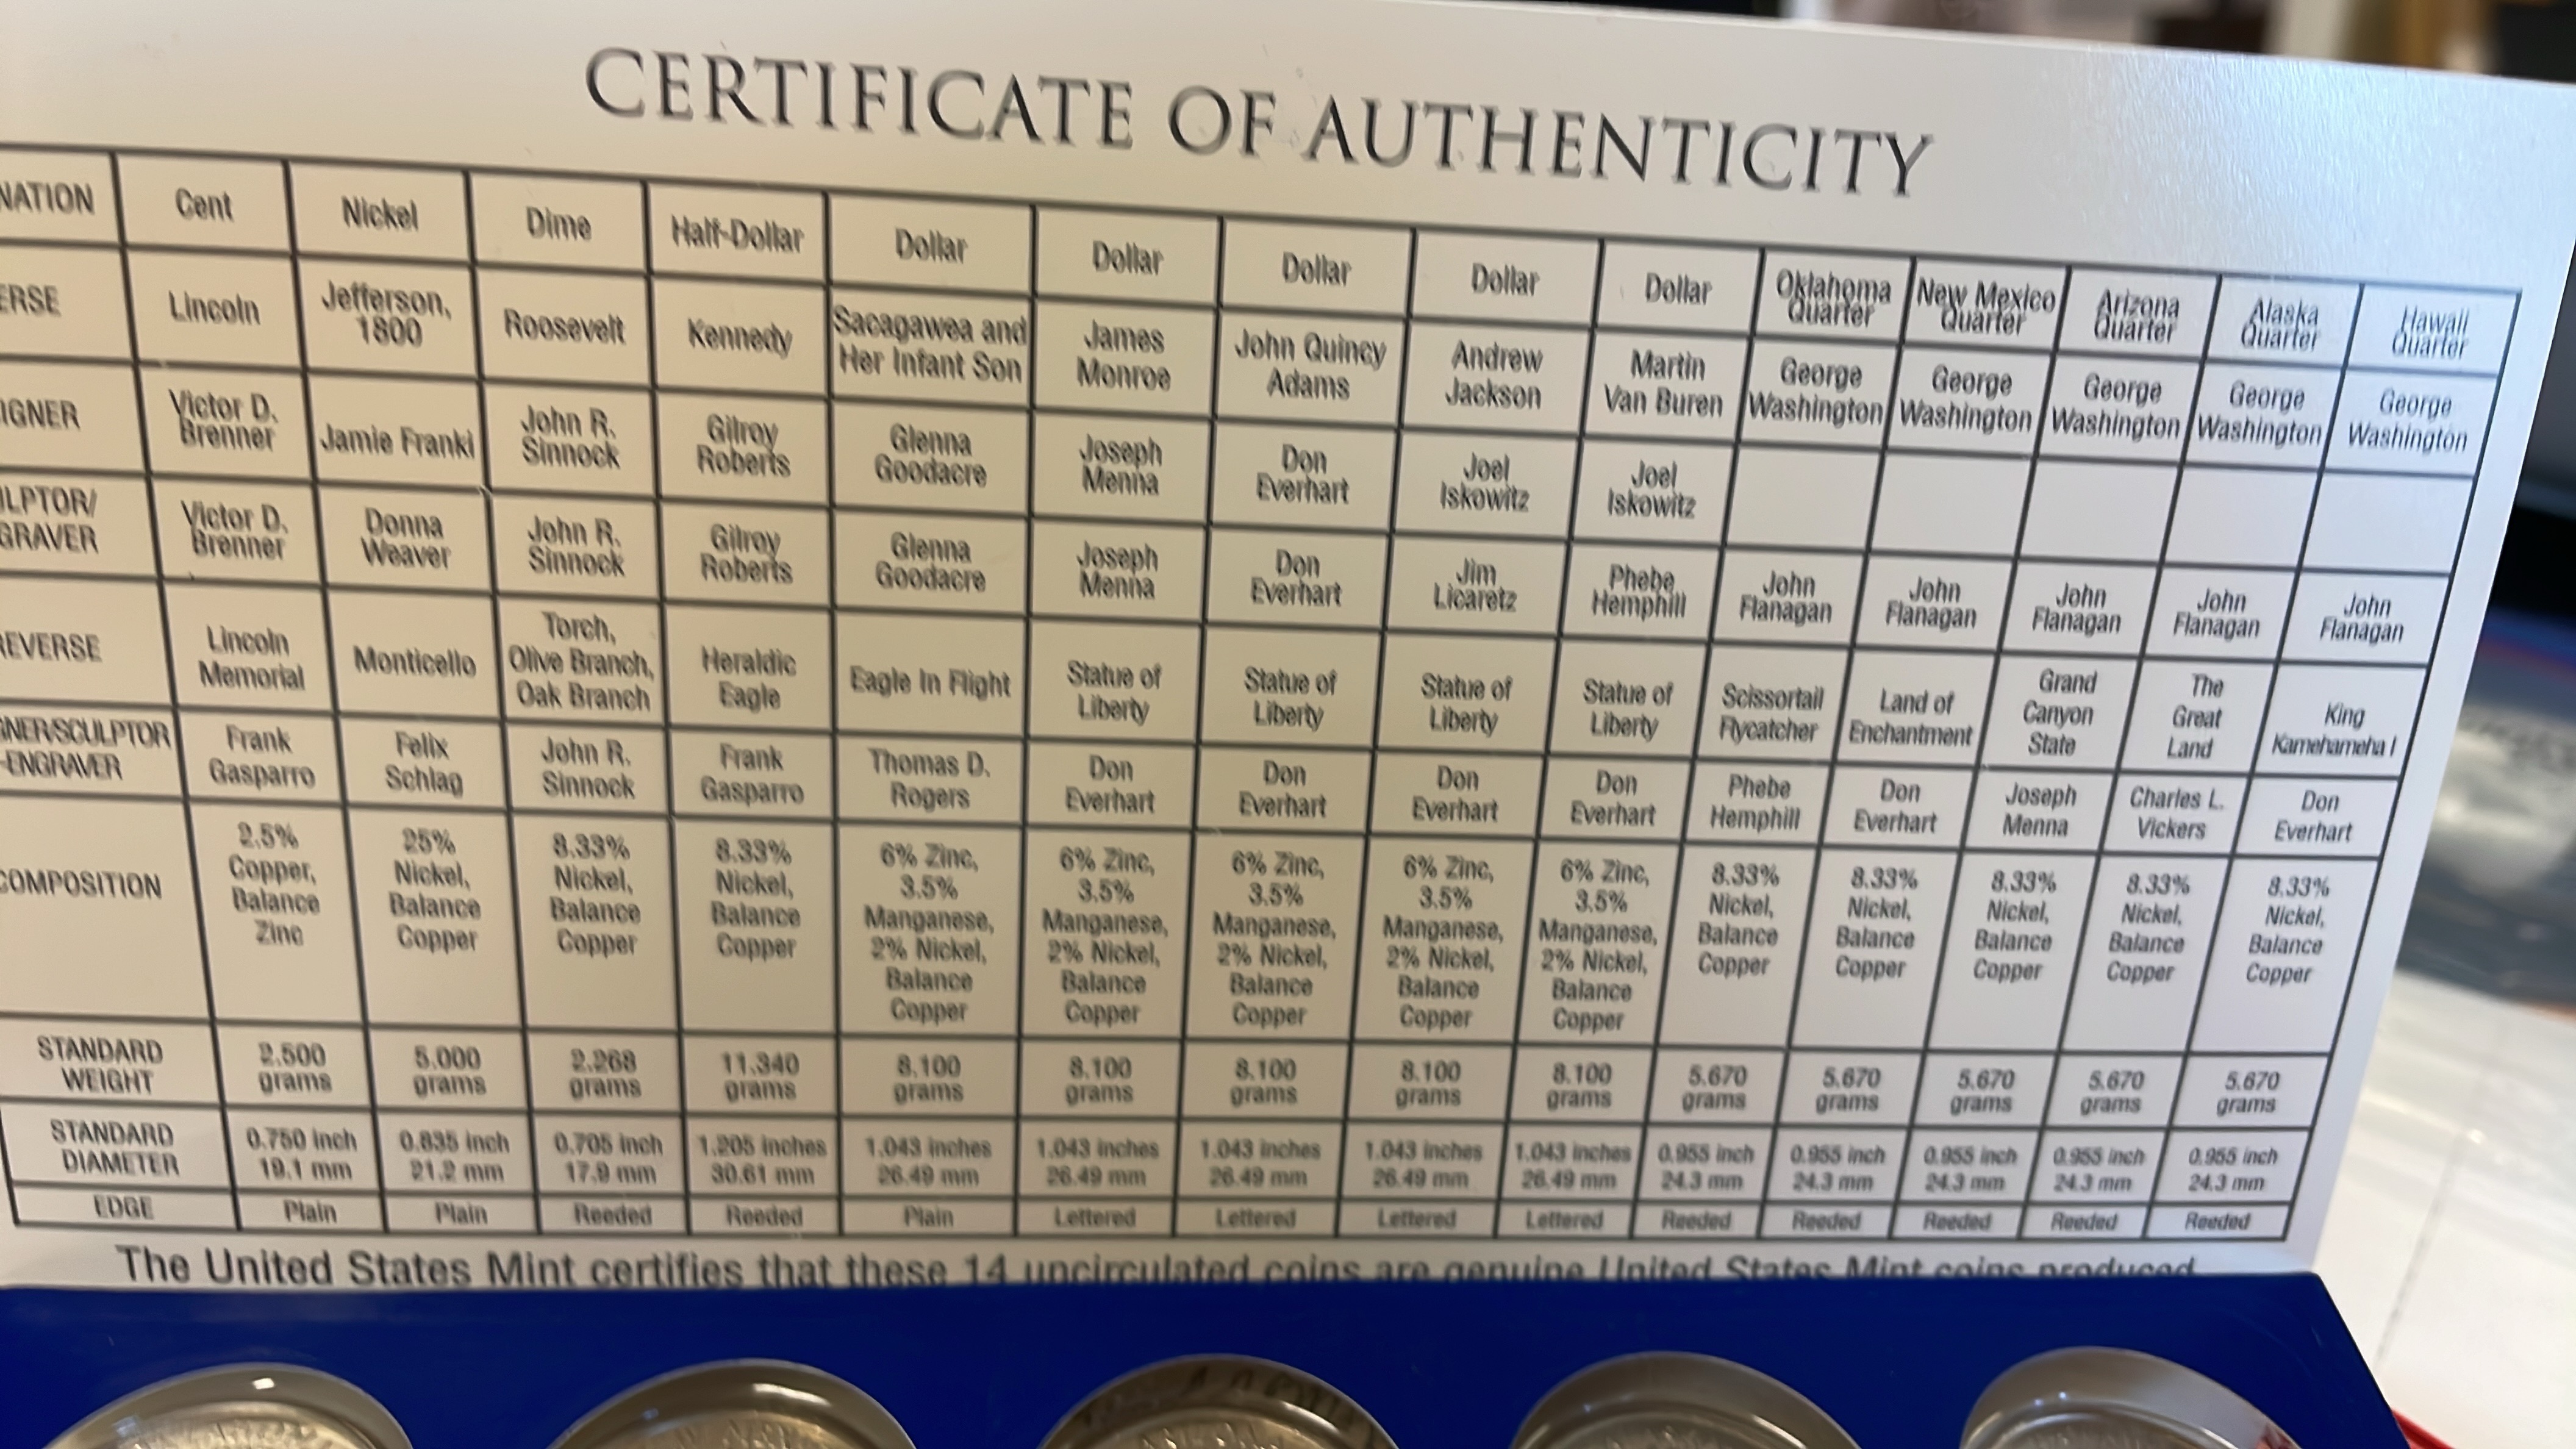 CERTIFICATE OF AUTHENTICITY
NATION Cent Nickel Dime Half-Dollar Dollar Dollar Dollar Dollar Dollar Oklahoma Quarter New Mexico Quarter Arizona Quarter Alaska Quarter Hawaii Quarter
ERSE Lincoln Jefferson, 1800 Roosevelt Kennedy Sacagawea and Her Infant Son James Monroe John Quincy Adams Andrew Jackson Martin Van Buren George Washington George Washington George Washington George Washington George Washington
IGNER Victor D. Brenner Jamie Franki John R. Sinnock Gilroy Roberts Glenna Goodacre Joseph Menna Don Everhart Joel Iskowitz Joel Iskowitz
ULPTOR/ GRAVER Victor D. Brenner Donna Weaver John R. Sinnock Gilroy Roberts Glenna Goodacre Joseph Menna Don Everhart Jim Licaretz Phebe Hemphill John Flanagan John Flanagan John Flanagan John Flanagan John Flanagan
REVERSE Lincoln Memorial Monticello Torch, Olive Branch, Oak Branch Heraldic Eagle Eagle In Flight Statue of Liberty Statue of Liberty Statue of Liberty Statue of Liberty Scissortail Flycatcher Land of Enchantment Grand Canyon State The Great Land King Kamehameha I
GNER/SCULPTOR -ENGRAVER Frank Gasparro Felix Schlag John R. Sinnock Frank Gasparro Thomas D. Rogers Don Everhart Don Everhart Don Everhart Don Everhart Phebe Hemphill Don Everhart Joseph Menna Charles L. Vickers Don Everhart
COMPOSITION 2.5% Copper, Balance Zinc 25% Nickel, Balance Copper 8.33% Nickel, Balance Copper 8.33% Nickel, Balance Copper 6% Zinc, 3.5% Manganese, 2% Nickel, Balance Copper 6% Zinc, 3.5% Manganese, 2% Nickel, Balance Copper 6% Zinc, 3.5% Manganese, 2% Nickel, Balance Copper 6% Zinc, 3.5% Manganese, 2% Nickel, Balance Copper 6% Zinc, 3.5% Manganese, 2% Nickel, Balance Copper 8.33% Nickel, Balance Copper 8.33% Nickel, Balance Copper 8.33% Nickel, Balance Copper 8.33% Nickel, Balance Copper 8.33% Nickel, Balance Copper
STANDARD WEIGHT 2.500 grams 5.000 grams 2.268 grams 11.340 grams 8.100 grams 8.100 grams 8.100 grams 8.100 grams 8.100 grams 5.670 grams 5.670 grams 5.670 grams 5.670 grams 5.670 grams
STANDARD DIAMETER 0.750 inch 19.1 mm 0.835 inch 21.2 mm 0.705 inch 17.9 mm 1.205 inches 30.61 mm 1.043 inches 26.49 mm 1.043 inches 26.49 mm 1.043 inches 26.49 mm 1.043 inches 26.49 mm 1.043 inches 26.49 mm 0.955 inch 24.3 mm 0.955 inch 24.3 mm 0.955 inch 24.3 mm 0.955 inch 24.3 mm 0.955 inch 24.3 mm
EDGE Plain Plain Reeded Reeded Plain Lettered Lettered Lettered Lettered Reeded Reeded Reeded Reeded Reeded
The United States Mint certifies that these 14 uncirculated coins are genuine United States Mint coins produced